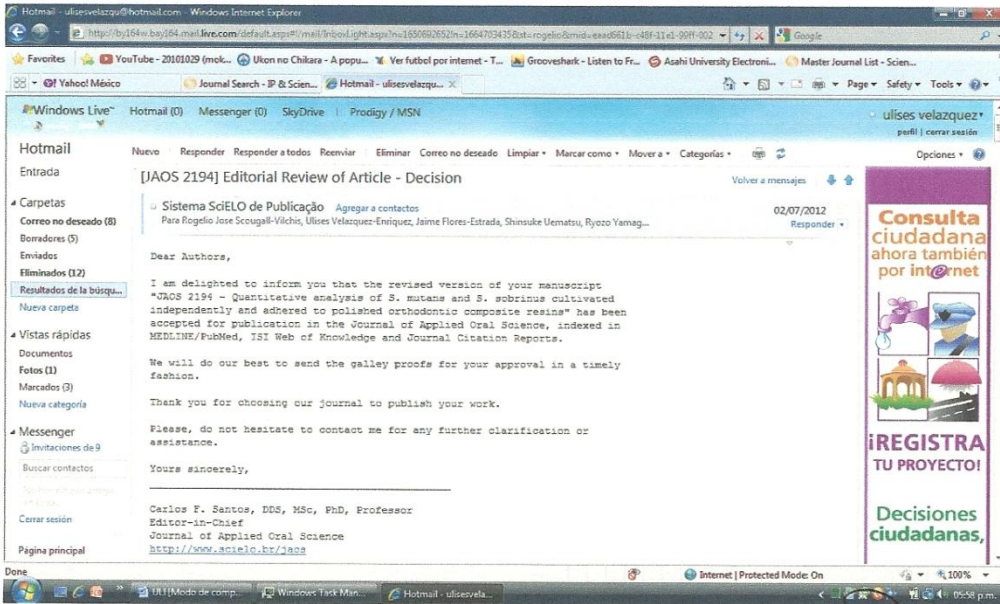 Hotmail - ulisesvelazqu@hotmail.com - Windows Internet Explorer
Google
Favorites YouTube - 20101029 (mok... Ukon no Chikara - A popu... Ver futbol por internet - T... Grooveshark - Listen to Fr... Asahi University Electroni... Master Journal List - Scien...
Yahoo! México Journal Search - IP & Scien... Hotmail - ulisesvelazqu... Page Safety Tools
Windows Live Hotmail (0) Messenger (0) SkyDrive Prodigy / MSN ulises velazquez
perfil | cerrar sesión
Hotmail Nuevo Responder Responder a todos Reenviar Eliminar Correo no deseado Limpiar Marcar como Mover a Categorías Opciones
Entrada
[JAOS 2194] Editorial Review of Article - Decision Volver a mensajes
Carpetas
Correo no deseado (8)
Borradores (5)
Enviados
Eliminados (12)
Resultados de la búsqu...
Nueva carpeta
Vistas rápidas
Documentos
Fotos (1)
Marcados (3)
Nueva categoría
Messenger
Invitaciones de 9
Buscar contactos
Cerrar sesión
Página principal
Sistema SciELO de Publicação Agregar a contactos 02/07/2012
Para Rogelio Jose Scougall-Vilchis, Ulises Velazquez-Enriquez, Jaime Flores-Estrada, Shinsuke Uematsu, Ryozo Yamag... Responder
Dear Authors,
I am delighted to inform you that the revised version of your manuscript
"JAOS 2194 - Quantitative analysis of S. mutans and S. sobrinus cultivated
independently and adhered to polished orthodontic composite resins" has been
accepted for publication in the Journal of Applied Oral Science, indexed in
MEDLINE/PubMed, ISI Web of Knowledge and Journal Citation Reports.
We will do our best to send the galley proofs for your approval in a timely
fashion.
Thank you for choosing our journal to publish your work.
Please, do not hesitate to contact me for any further clarification or
assistance.
Yours sincerely,
Carlos F. Santos, DDS, MSc, PhD, Professor
Editor-in-Chief
Journal of Applied Oral Science
http://www.scielo.br/jaos
Consulta
ciudadana
ahora también
por internet
¡REGISTRA
TU PROYECTO!
Decisiones
ciudadanas,
Done Internet | Protected Mode: On 100%
ULI [Modo de comp... Windows Task Man... Hotmail - ulisesvela... 05:58 p.m.